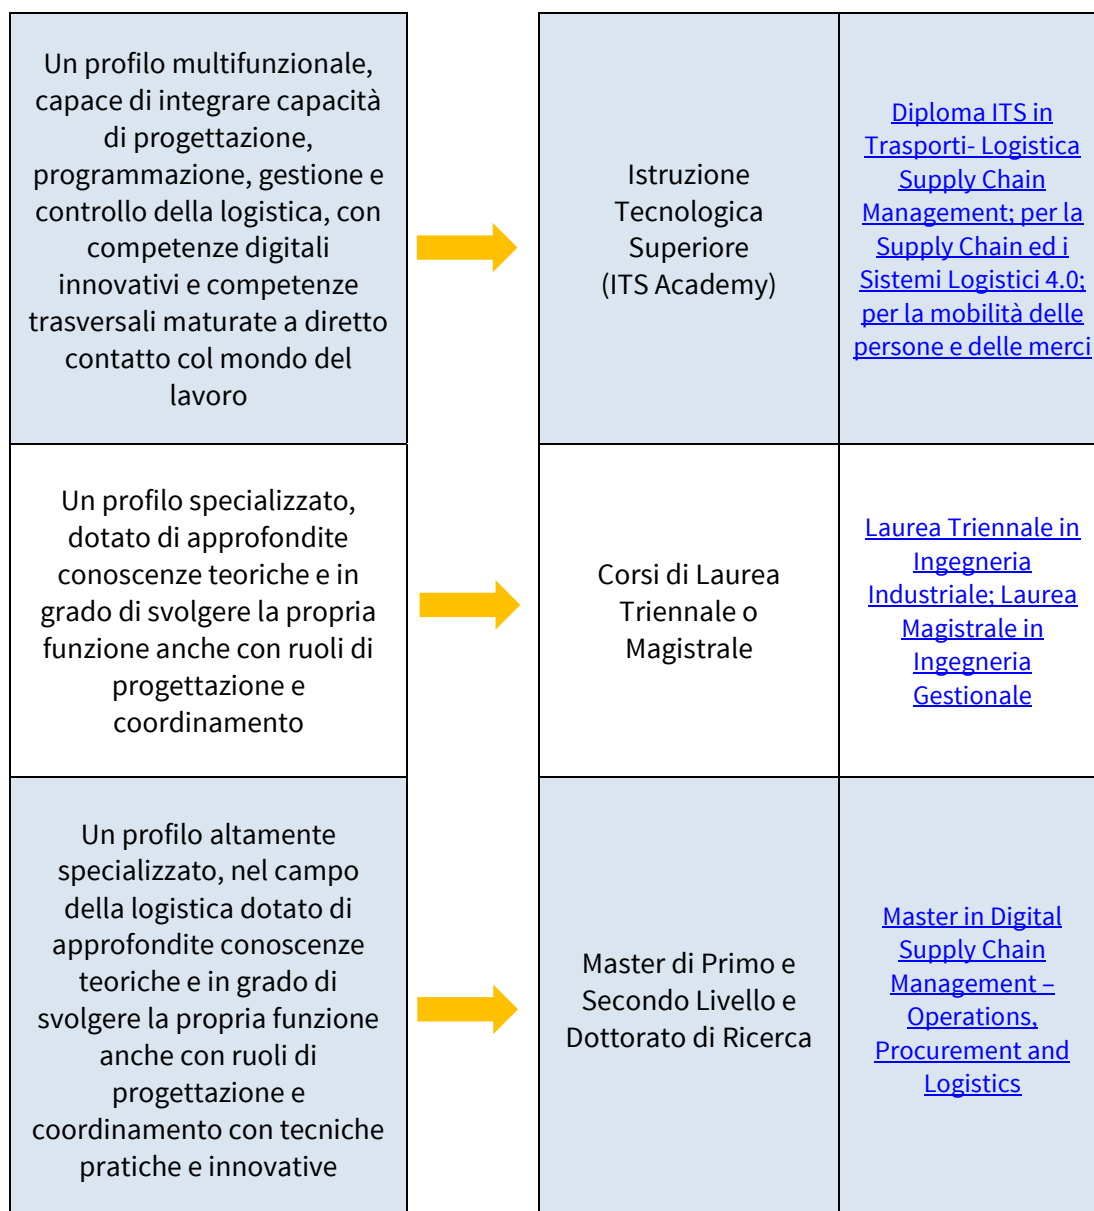 Un profilo multifunzionale,
capace di integrare capacità
di progettazione,
programmazione, gestione e
controllo della logistica, con
competenze digitali
innovativi e competenze
trasversali maturate a diretto
contatto col mondo del
lavoro
Istruzione
Tecnologica
Superiore
(ITS Academy)
Diploma ITS in
Trasporti- Logistica
Supply Chain
Management; per la
Supply Chain ed i
Sistemi Logistici 4.0;
per la mobilità delle
persone e delle merci
Un profilo specializzato,
dotato di approfondite
conoscenze teoriche e in
grado di svolgere la propria
funzione anche con ruoli di
progettazione e
coordinamento
Corsi di Laurea
Triennale o
Magistrale
Laurea Triennale in
Ingegneria
Industriale; Laurea
Magistrale in
Ingegneria
Gestionale
Un profilo altamente
specializzato, nel campo
della logistica dotato di
approfondite conoscenze
teoriche e in grado di
svolgere la propria funzione
anche con ruoli di
progettazione e
coordinamento con tecniche
pratiche e innovative
Master di Primo e
Secondo Livello e
Dottorato di Ricerca
Master in Digital
Supply Chain
Management –
Operations,
Procurement and
Logistics